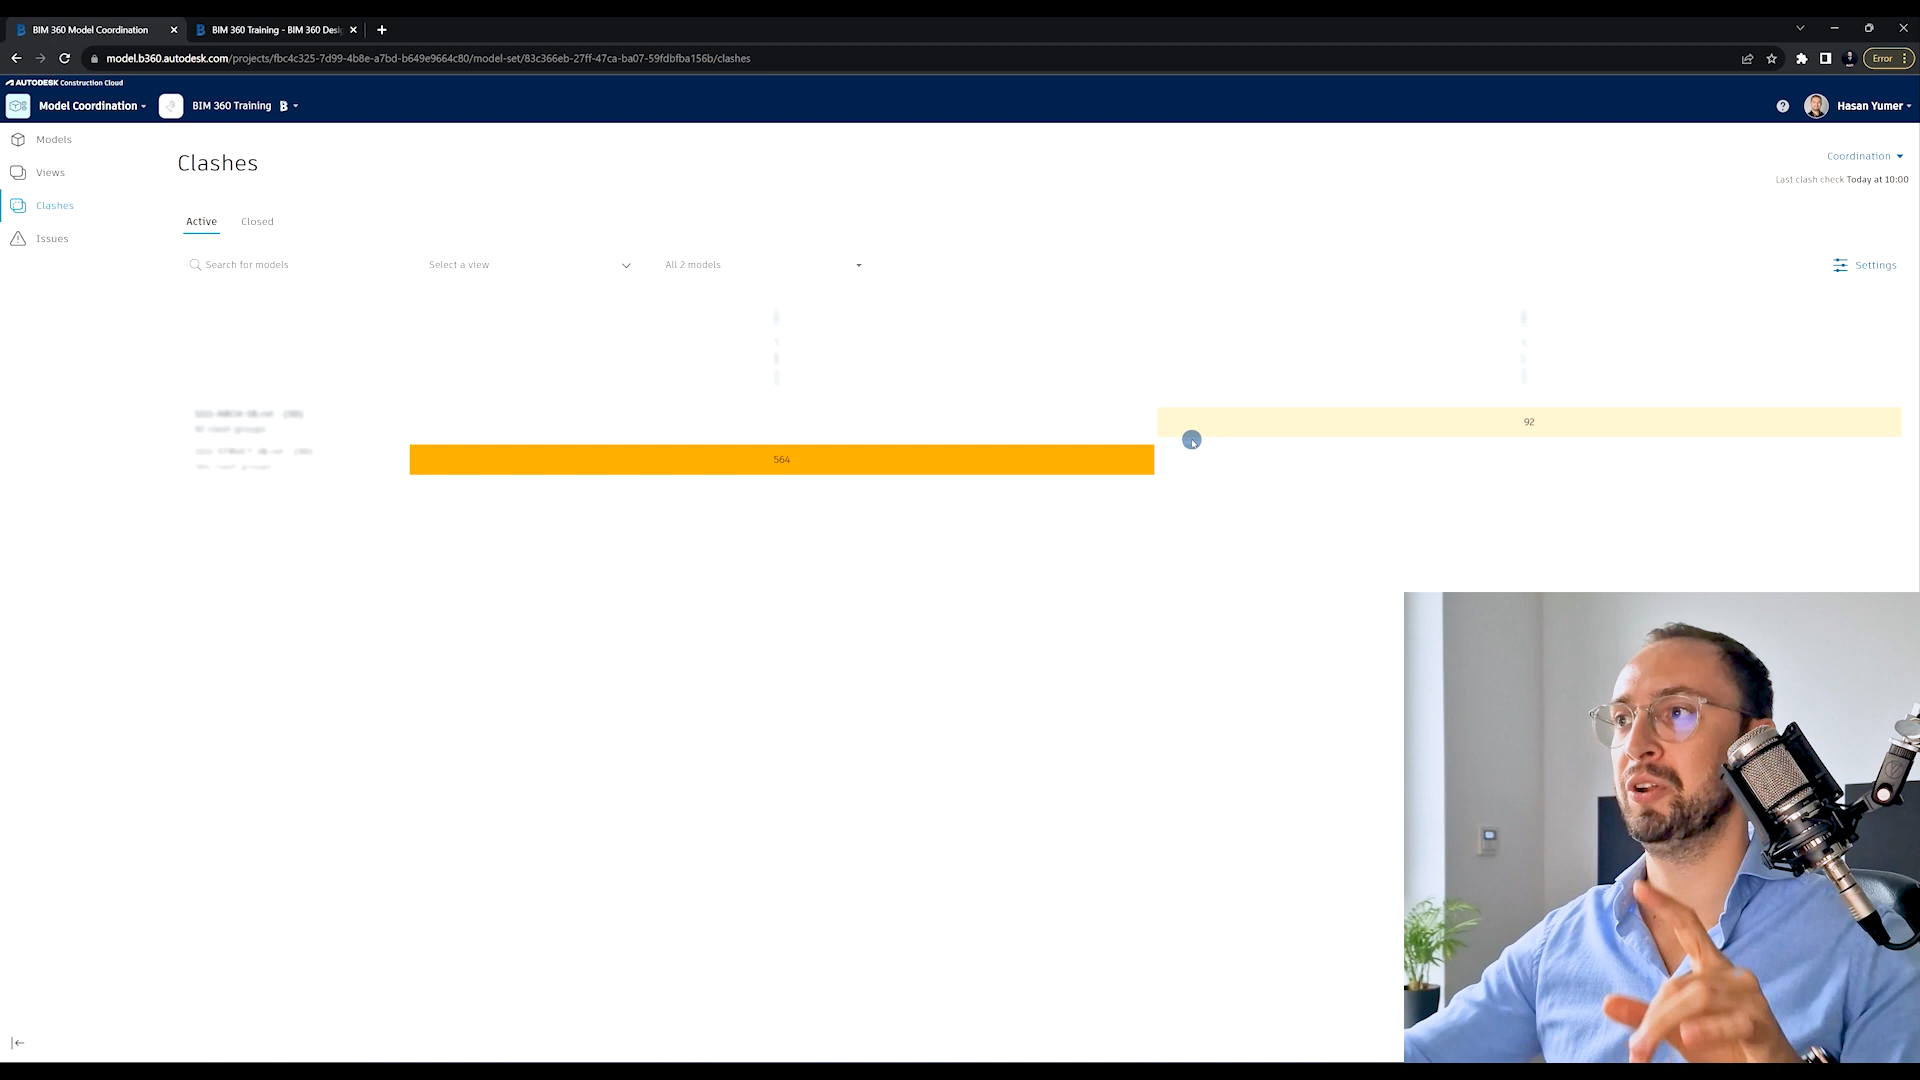 BIM 360 Model Coordination
BIM 360 Training - BIM 360 Desi
model.b360.autodesk.com/projects/fbc4c325-7d99-4b8e-a7bd-b649e9664c80/model-set/83c366eb-27ff-47ca-ba07-59fdbfba156b/clashes
Error
AUTODESK Construction Cloud
Model Coordination
BIM 360 Training
Hasan Yumer
Models
Views
Clashes
Issues
Clashes
Coordination
Last clash check Today at 10:00
Active
Closed
Search for models
Select a view
All 2 models
Settings
92
564